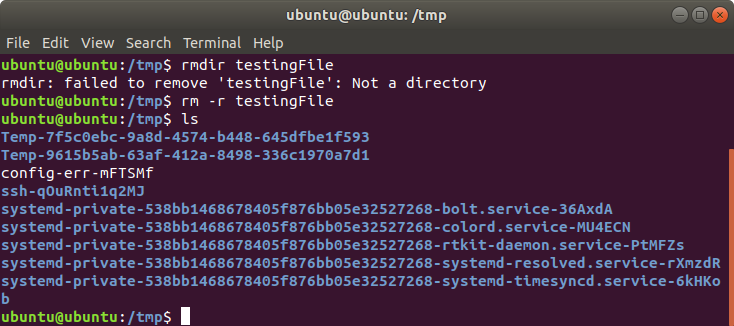 ubuntu@ubuntu: /tmp
File Edit View Search Terminal Help
ubuntu@ubuntu:/tmp$ rmdir testingFile
rmdir: failed to remove 'testingFile': Not a directory
ubuntu@ubuntu:/tmp$ rm -r testingFile
ubuntu@ubuntu:/tmp$ ls
Temp-7f5c0ebc-9a8d-4574-b448-645dfbe1f593
Temp-9615b5ab-63af-412a-8498-336c1970a7d1
config-err-mFTSMf
ssh-qOuRnti1q2MJ
systemd-private-538bb1468678405f876bb05e32527268-bolt.service-36AxdA
systemd-private-538bb1468678405f876bb05e32527268-colord.service-MU4ECN
systemd-private-538bb1468678405f876bb05e32527268-rtkit-daemon.service-PtMFZs
systemd-private-538bb1468678405f876bb05e32527268-systemd-resolved.service-rXmzdR
systemd-private-538bb1468678405f876bb05e32527268-systemd-timesyncd.service-6kHKo
b
ubuntu@ubuntu:/tmp$